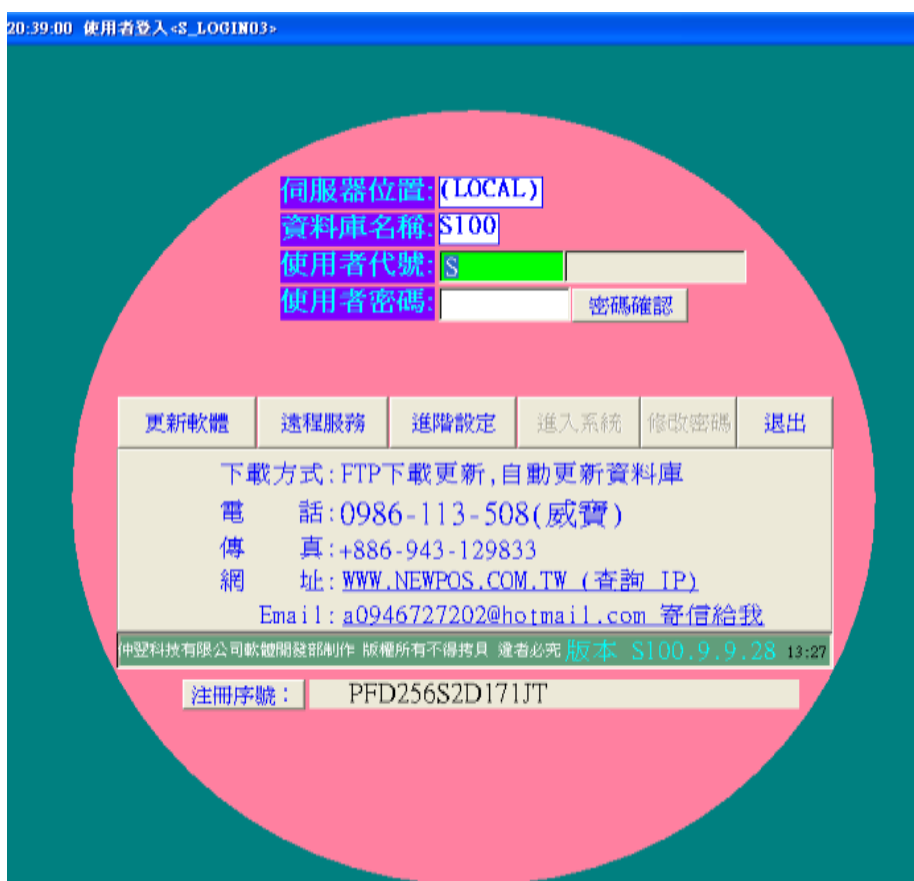 20:39:00 使用者登入<S_LOGIN03>
伺服器位置:(LOCAL)
資料庫名稱:S100
使用者代號:S
使用者密碼: 密碼確認
更新軟體 遠程服務 進階設定 進入系統 修改密碼 退出
下載方式:FTP下載更新,自動更新資料庫
電 話:0986-113-508(威寶)
傳 真:+886-943-129833
網 址:WWW.NEWPOS.COM.TW (查詢 IP)
Email:a0946727202@hotmail.com 寄信給我
仲翌科技有限公司軟體開發部制作 版權所有不得拷貝 違者必究 版本 S100.9.9.28 13:27
注冊序號: PFD256S2D171JT